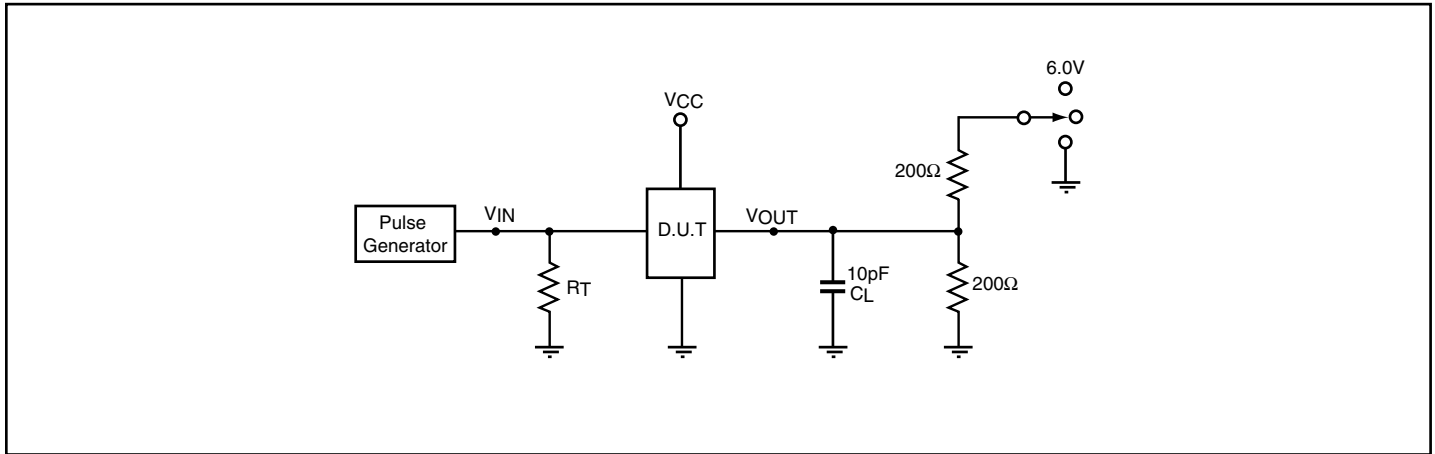 6.0V
VCC
200Ω
Pulse
Generator
VIN
D.U.T
VOUT
RT
10pF
CL
200Ω